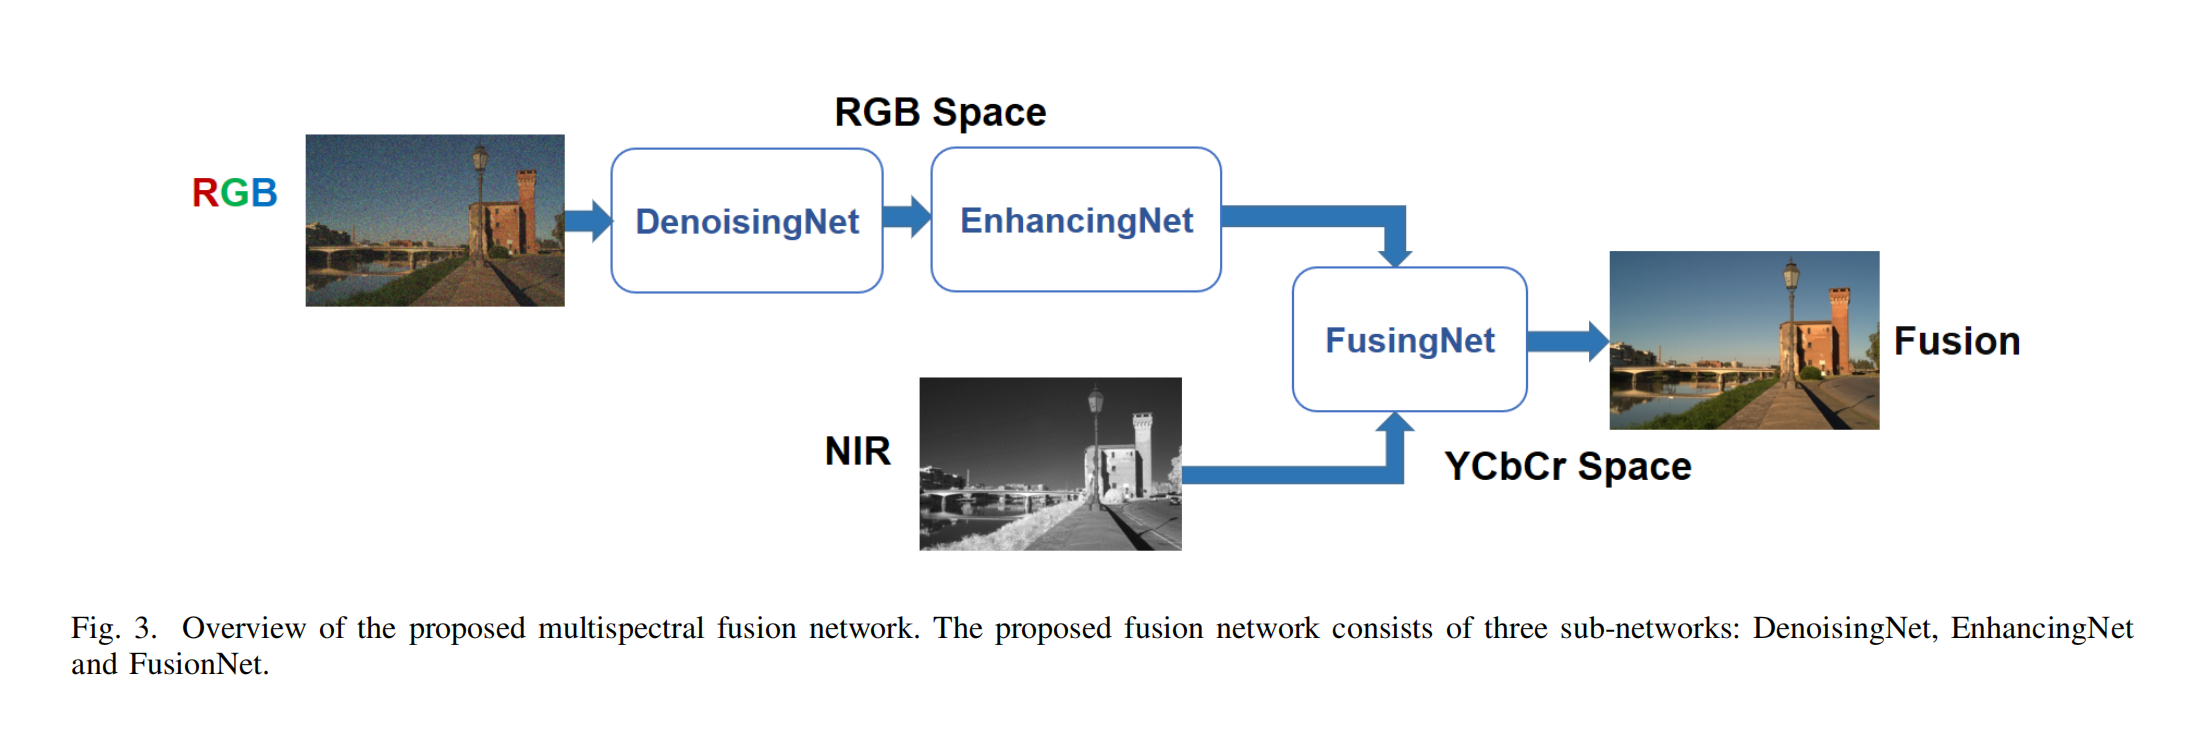 RGB Space
RGB
DenoisingNet
EnhancingNet
FusingNet
Fusion
NIR
YCbCr Space
Fig. 3. Overview of the proposed multispectral fusion network. The proposed fusion network consists of three sub-networks: DenoisingNet, EnhancingNet
and FusionNet.